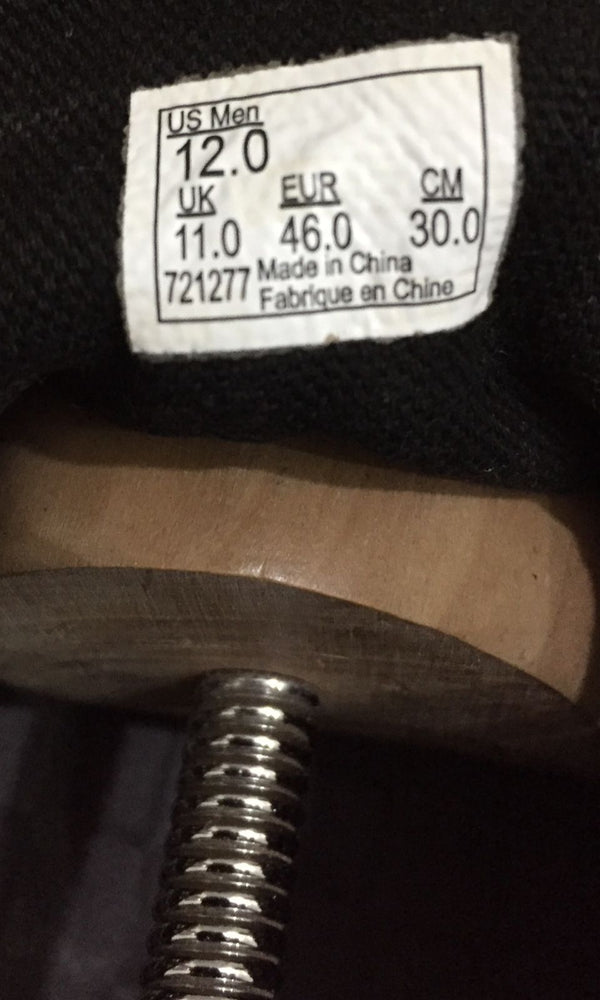 US Men
12.0
UK EUR CM
11.0 46.0 30.0
721277 Made in China
Fabrique en Chine